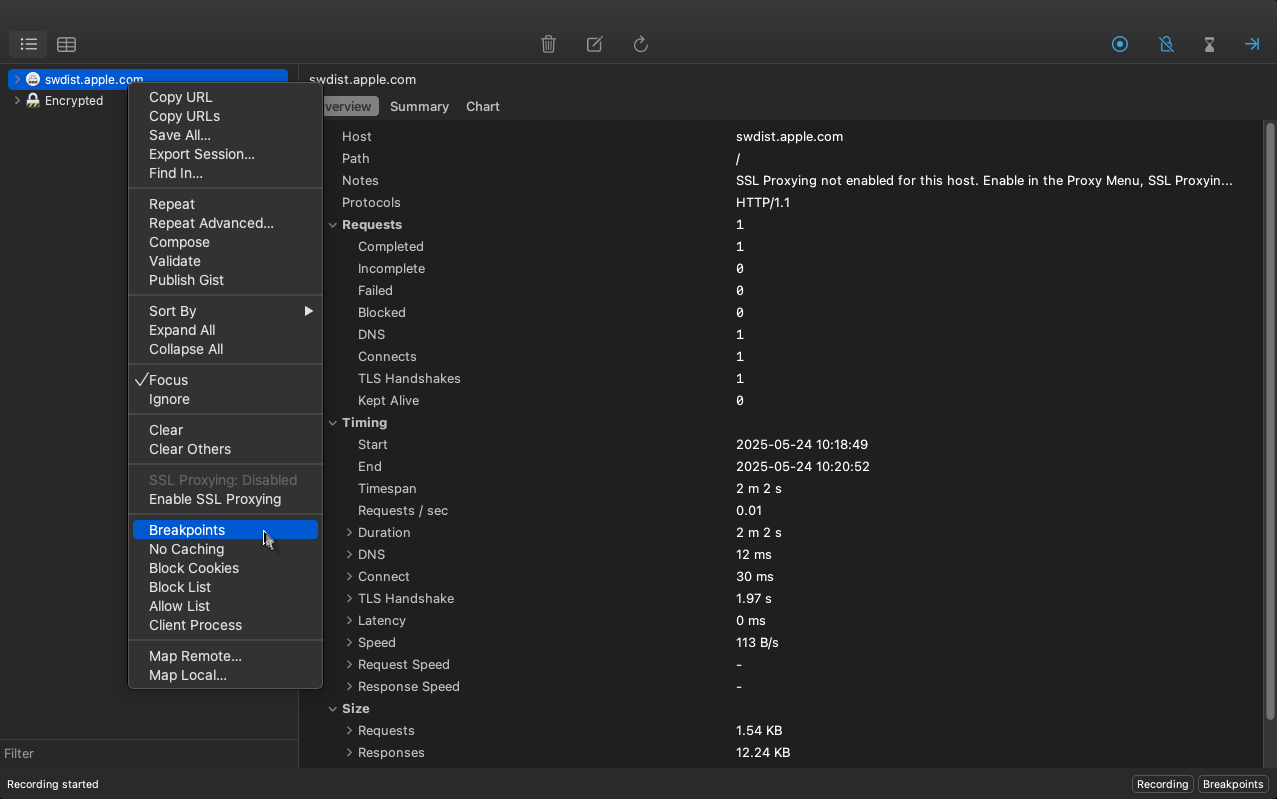 swdist.apple.com
Encrypted
Copy URL
Copy URLs
Save All...
Export Session...
Find In...
Repeat
Repeat Advanced...
Compose
Validate
Publish Gist
Sort By
Expand All
Collapse All
Focus
Ignore
Clear
Clear Others
SSL Proxying: Disabled
Enable SSL Proxying
Breakpoints
No Caching
Block Cookies
Block List
Allow List
Client Process
Map Remote...
Map Local...
Filter
swdist.apple.com
verview Summary Chart
Host swdist.apple.com
Path /
Notes SSL Proxying not enabled for this host. Enable in the Proxy Menu, SSL Proxyin...
Protocols HTTP/1.1
Requests 1
Completed 1
Incomplete 0
Failed 0
Blocked 0
DNS 1
Connects 1
TLS Handshakes 1
Kept Alive 0
Timing
Start 2025-05-24 10:18:49
End 2025-05-24 10:20:52
Timespan 2 m 2 s
Requests / sec 0.01
Duration 2 m 2 s
DNS 12 ms
Connect 30 ms
TLS Handshake 1.97 s
Latency 0 ms
Speed 113 B/s
Request Speed -
Response Speed -
Size
Requests 1.54 KB
Responses 12.24 KB
Recording started
Recording Breakpoints